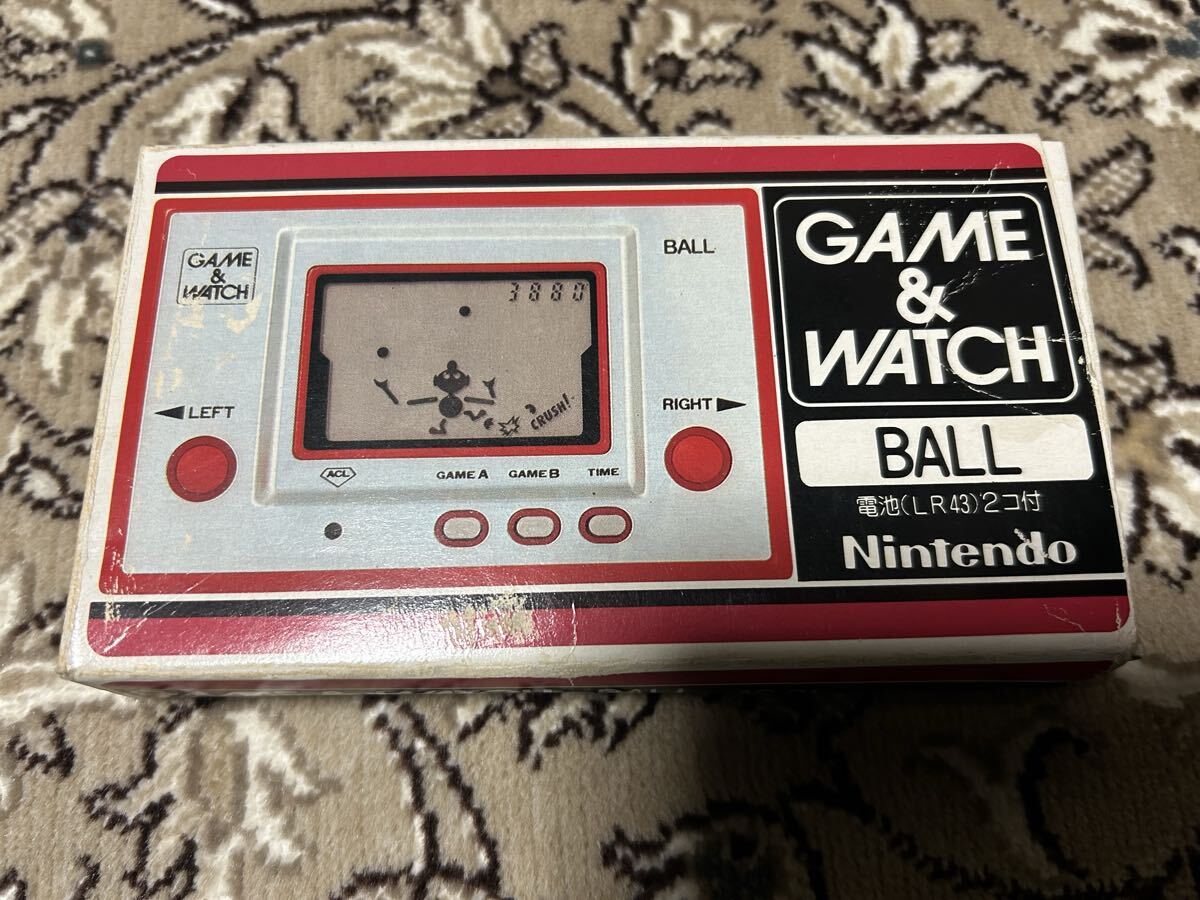 GAME
&
WATCH
BALL
3880
CRUSH!
LEFT
RIGHT
ACL
GAME A GAME B TIME
GAME
&
WATCH
BALL
電池(LR43)2コ付
Nintendo